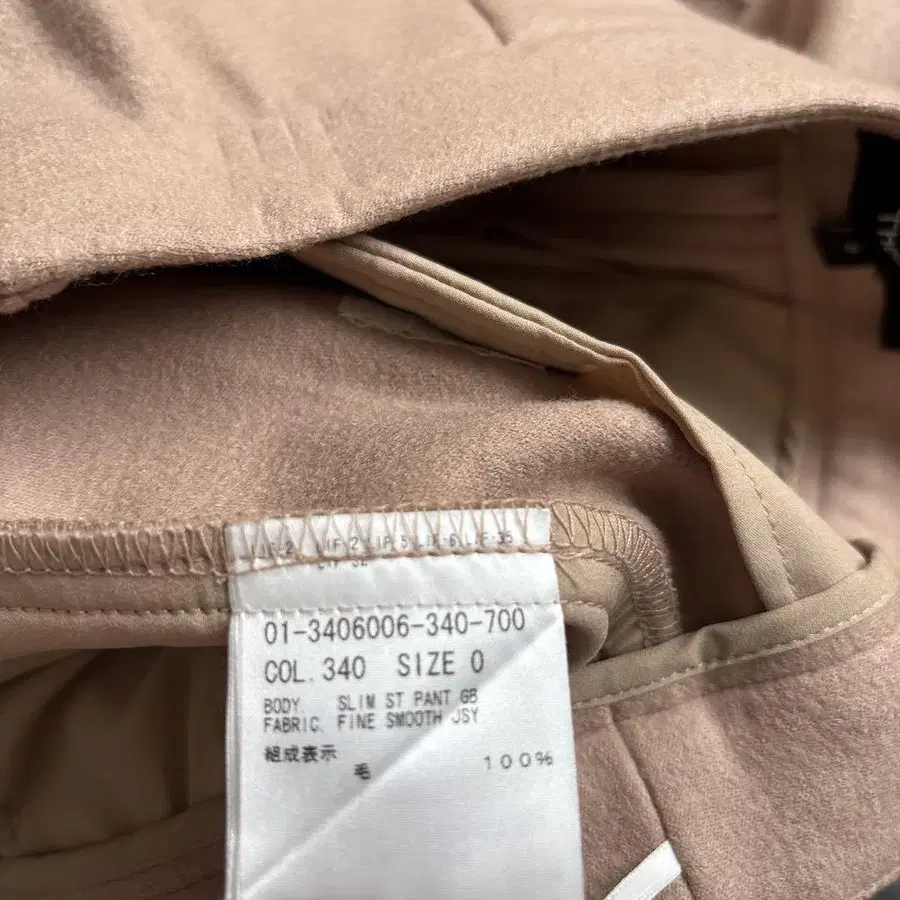 01-3406006-340-700
COL. 340 SIZE 0
BODY. SLIM ST PANT GB
FABRIC. FINE SMOOTH JSY
組成表示
毛 100%